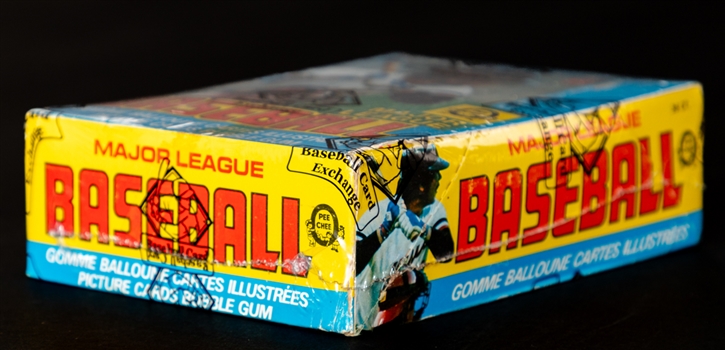 MAJOR LEAGUE
BASEBALL
GOMME BALLOUNE CARTES ILLUSTRÉES
PICTURE CARDS BUBBLE GUM
Baseball Card
Exchange
PEE
CHEE
MAJOR LEAGUE
BASEBALL
GOMME BALLOUNE CARTES ILLUSTRÉES